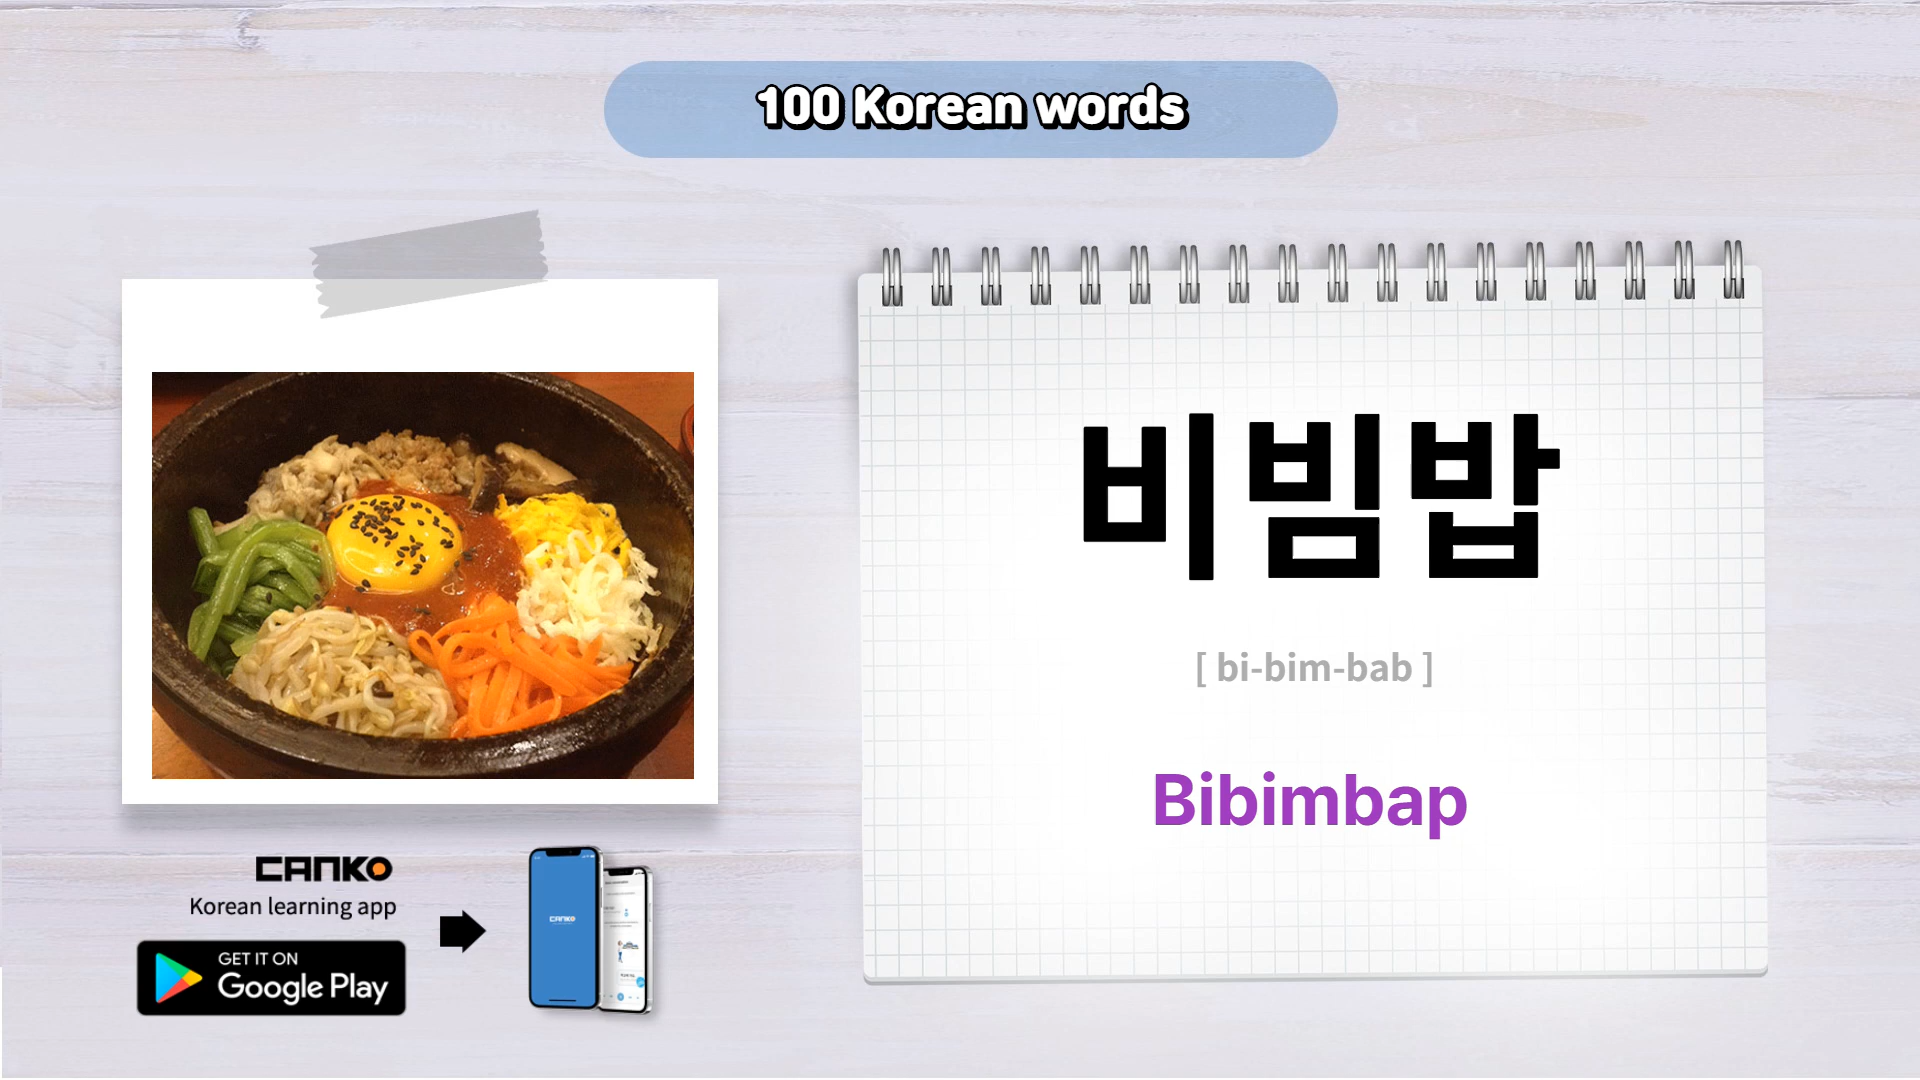 100 Korean words
비빔밥
[ bi-bim-bab ]
Bibimbap
CANKO
Korean learning app
GET IT ON
Google Play
CANKO